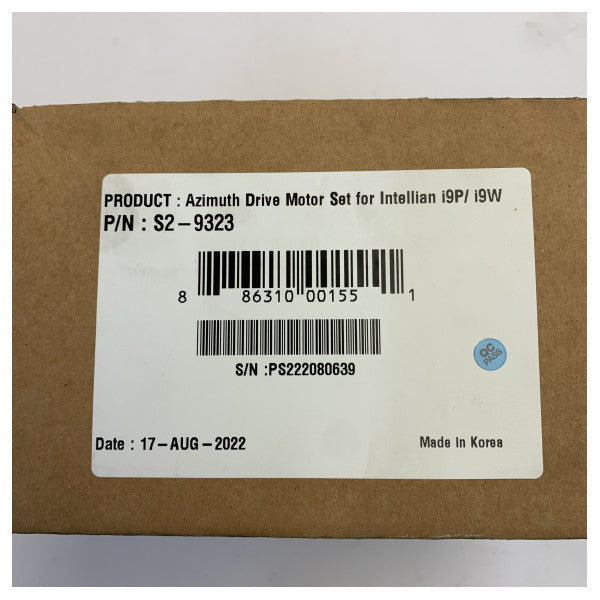 PRODUCT : Azimuth Drive Motor Set for Intellian i9P/ i9W
P/N : S2-9323
8 86310 00155 1
S/N :PS222080639
QC
PASS
Date : 17-AUG-2022
Made In Korea